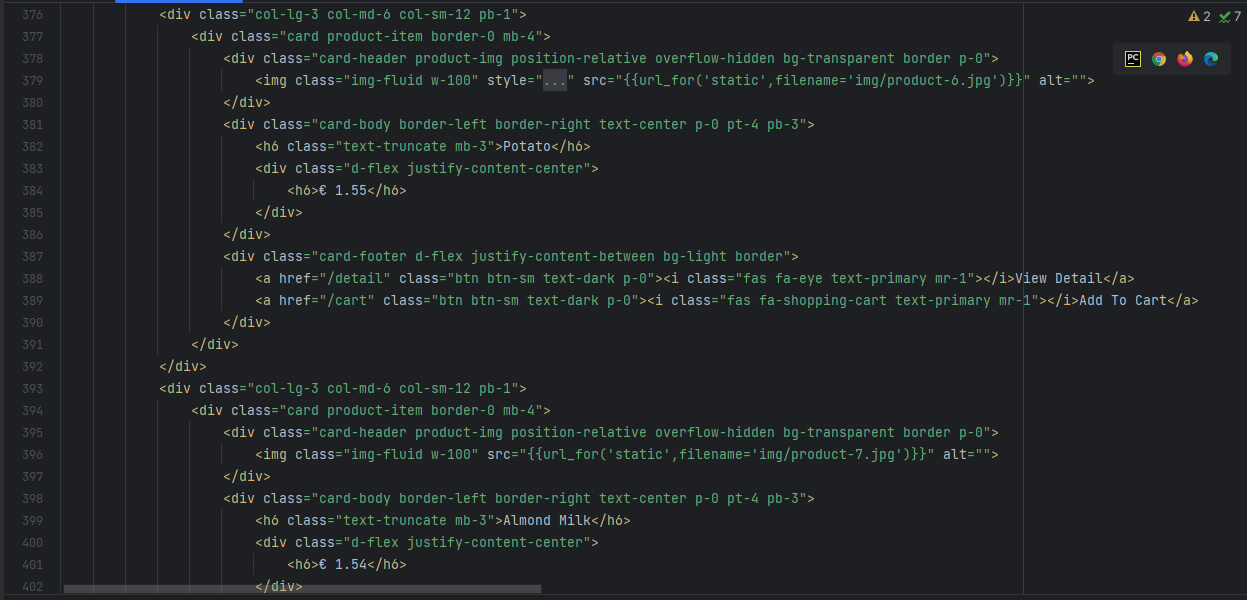 376 <div class="col-lg-3 col-md-6 col-sm-12 pb-1">
2 7
377 <div class="card product-item border-0 mb-4">
378 <div class="card-header product-img position-relative overflow-hidden bg-transparent border p-0">
PC
379 <img class="img-fluid w-100" style="..." src="{{url_for('static',filename='img/product-6.jpg')}}" alt="">
380 </div>
381 <div class="card-body border-left border-right text-center p-0 pt-4 pb-3">
382 <h6 class="text-truncate mb-3">Potato</h6>
383 <div class="d-flex justify-content-center">
384 <h6>€ 1.55</h6>
385 </div>
386 </div>
387 <div class="card-footer d-flex justify-content-between bg-light border">
388 <a href="/detail" class="btn btn-sm text-dark p-0"><i class="fas fa-eye text-primary mr-1"></i>View Detail</a>
389 <a href="/cart" class="btn btn-sm text-dark p-0"><i class="fas fa-shopping-cart text-primary mr-1"></i>Add To Cart</a>
390 </div>
391 </div>
392 </div>
393 <div class="col-lg-3 col-md-6 col-sm-12 pb-1">
394 <div class="card product-item border-0 mb-4">
395 <div class="card-header product-img position-relative overflow-hidden bg-transparent border p-0">
396 <img class="img-fluid w-100" src="{{url_for('static',filename='img/product-7.jpg')}}" alt="">
397 </div>
398 <div class="card-body border-left border-right text-center p-0 pt-4 pb-3">
399 <h6 class="text-truncate mb-3">Almond Milk</h6>
400 <div class="d-flex justify-content-center">
401 <h6>€ 1.54</h6>
402 </div>